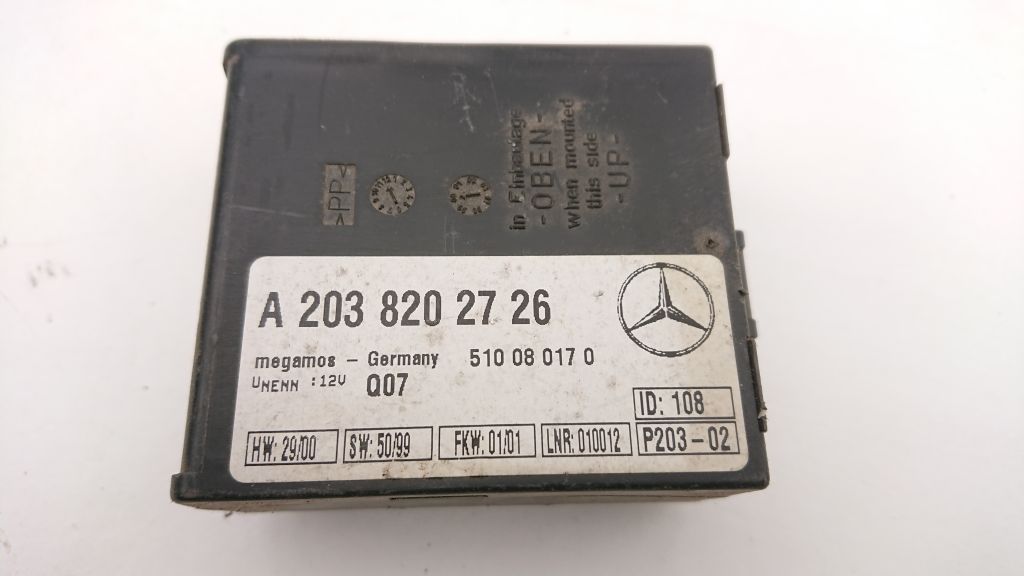 >PP<
in Einbaulage
-OBEN-
when mounted
this side
-UP-
A 203 820 27 26
megamos – Germany 510 08 017 0
UNENN :12V Q07
ID: 108
HW: 29/00 SW: 50/99 FKW: 01/01 LNR: 010012 P203-02